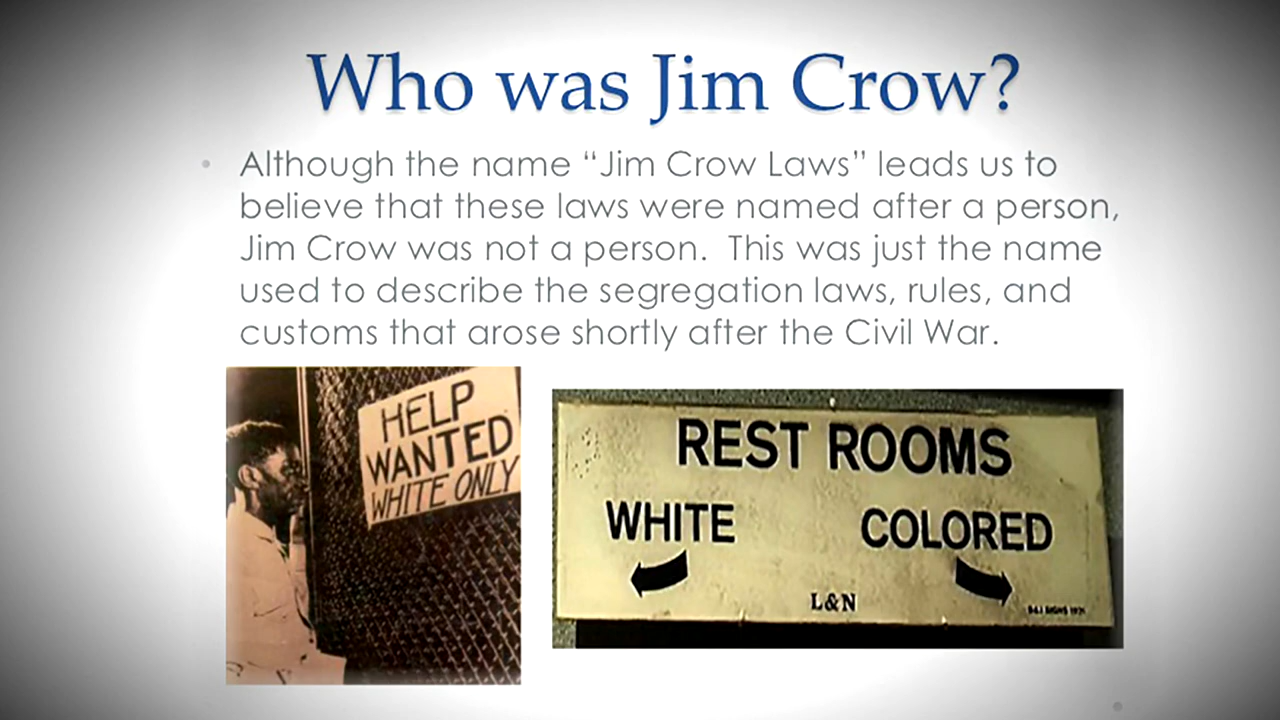 Who was Jim Crow?
• Although the name “Jim Crow Laws” leads us to
believe that these laws were named after a person,
Jim Crow was not a person.  This was just the name
used to describe the segregation laws, rules, and
customs that arose shortly after the Civil War.
HELP
WANTED
WHITE ONLY
REST ROOMS
WHITE COLORED
L&N